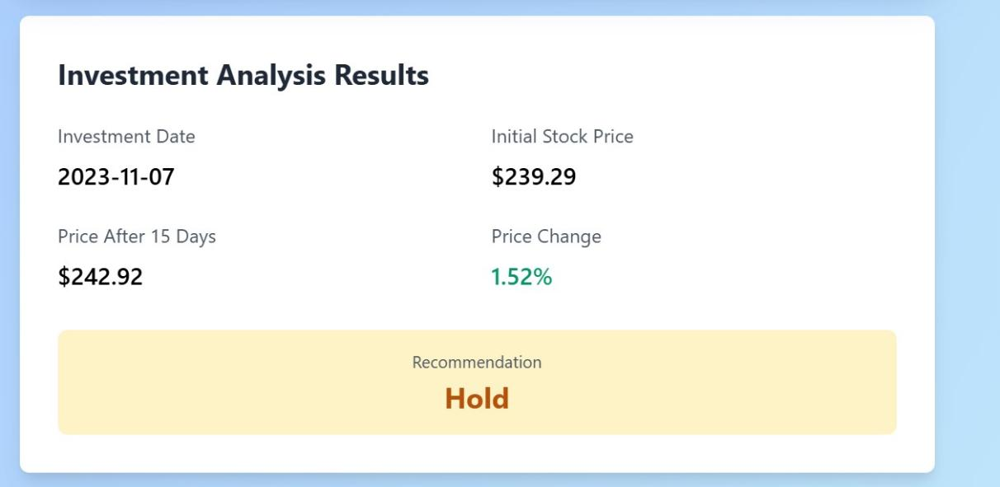 Investment Analysis Results
Investment Date
2023-11-07
Initial Stock Price
$239.29
Price After 15 Days
$242.92
Price Change
1.52%
Recommendation
Hold